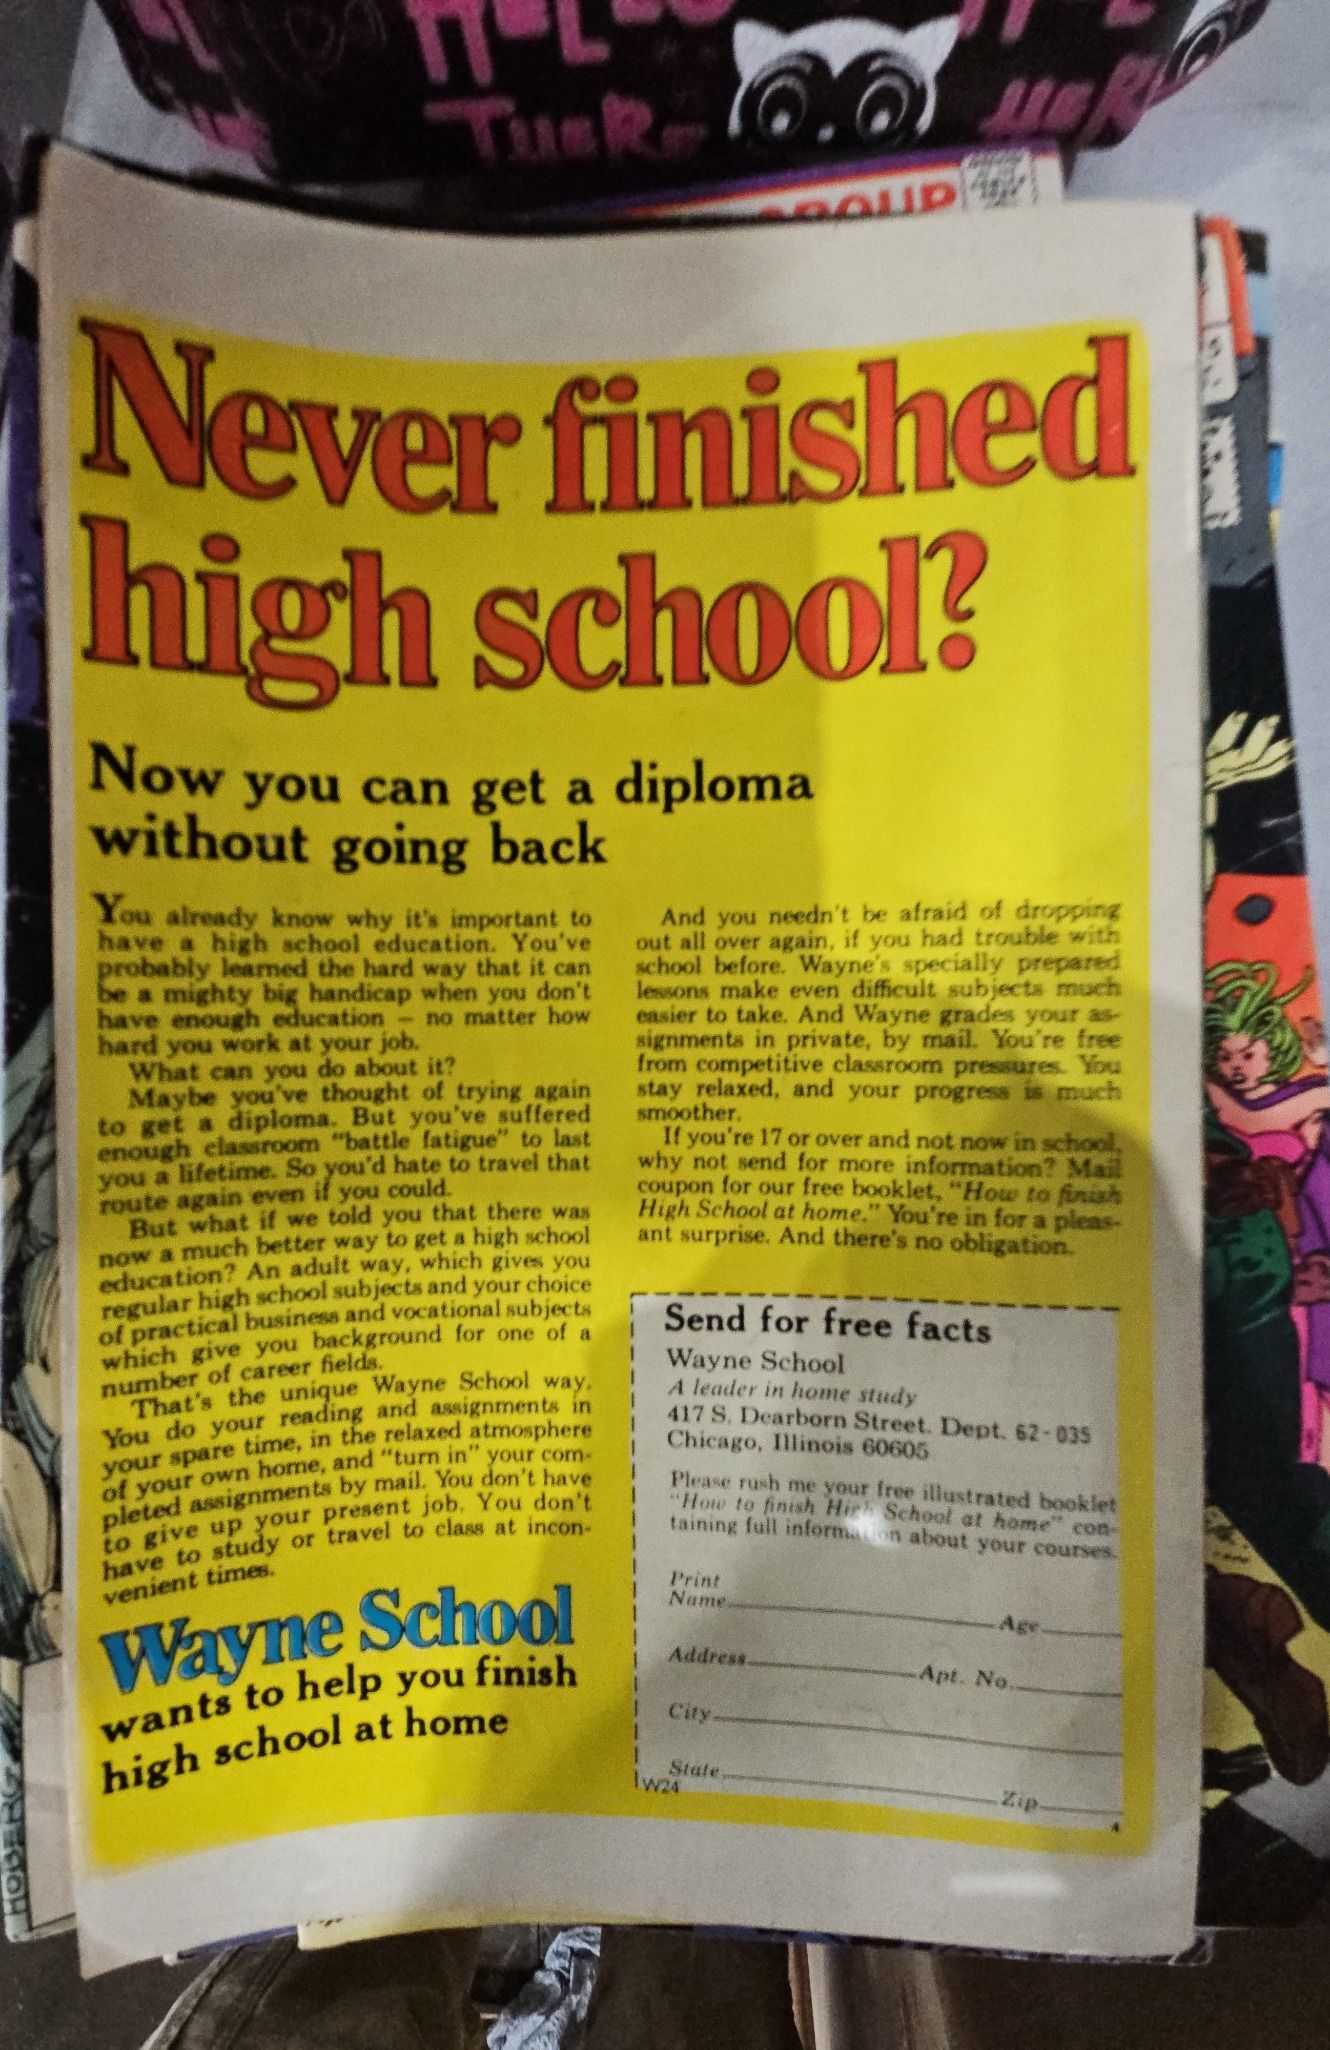 HELLO
THERE
HER
GROUP
Never finished
high school?
Now you can get a diploma
without going back
You already know why it's important to
have a high school education. You've
probably learned the hard way that it can
be a mighty big handicap when you don't
have enough education — no matter how
hard you work at your job.
What can you do about it?
Maybe you've thought of trying again
to get a diploma. But you've suffered
enough classroom "battle fatigue" to last
you a lifetime. So you'd hate to travel that
route again even if you could.
But what if we told you that there was
now a much better way to get a high school
education? An adult way, which gives you
regular high school subjects and your choice
of practical business and vocational subjects
which give you background for one of a
number of career fields.
That's the unique Wayne School way.
You do your reading and assignments in
your spare time, in the relaxed atmosphere
of your own home, and "turn in" your com-
pleted assignments by mail. You don't have
to give up your present job. You don't
have to study or travel to class at incon-
venient times.
Wayne School
wants to help you finish
high school at home
And you needn't be afraid of dropping
out all over again, if you had trouble with
school before. Wayne's specially prepared
lessons make even difficult subjects much
easier to take. And Wayne grades your as-
signments in private, by mail. You're free
from competitive classroom pressures. You
stay relaxed, and your progress is much
smoother.
If you're 17 or over and not now in school,
why not send for more information? Mail
coupon for our free booklet, "How to finish
High School at home." You're in for a pleas-
ant surprise. And there's no obligation.
Send for free facts
Wayne School
A leader in home study
417 S. Dearborn Street. Dept. 62-035
Chicago, Illinois 60605
Please rush me your free illustrated booklet
"How to finish High School at home" con-
taining full information about your courses.
Print
Name Age
Address Apt. No.
City
State Zip
W24
4